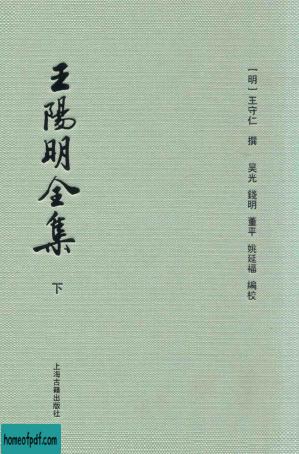 [明]王守仁 撰
吴光 錢明 董平 姚延福 編校
王陽明全集
下
上海古籍出版社
homeofpdf.com